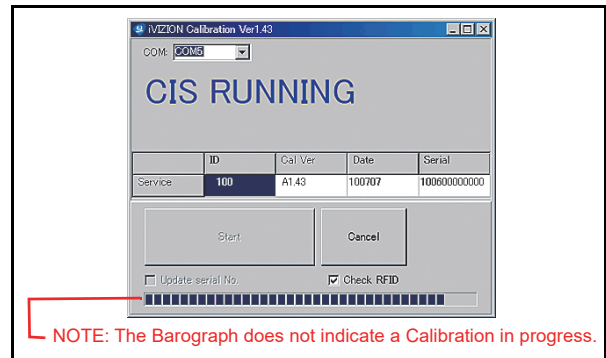 iVIZION Calibration Ver1.43
COM: COM5
CIS RUNNING
ID Cal Ver Date Serial
Service 100 A1.43 100707 100600000000
Start Cancel
Update serial No. Check RFID
NOTE: The Barograph does not indicate a Calibration in progress.